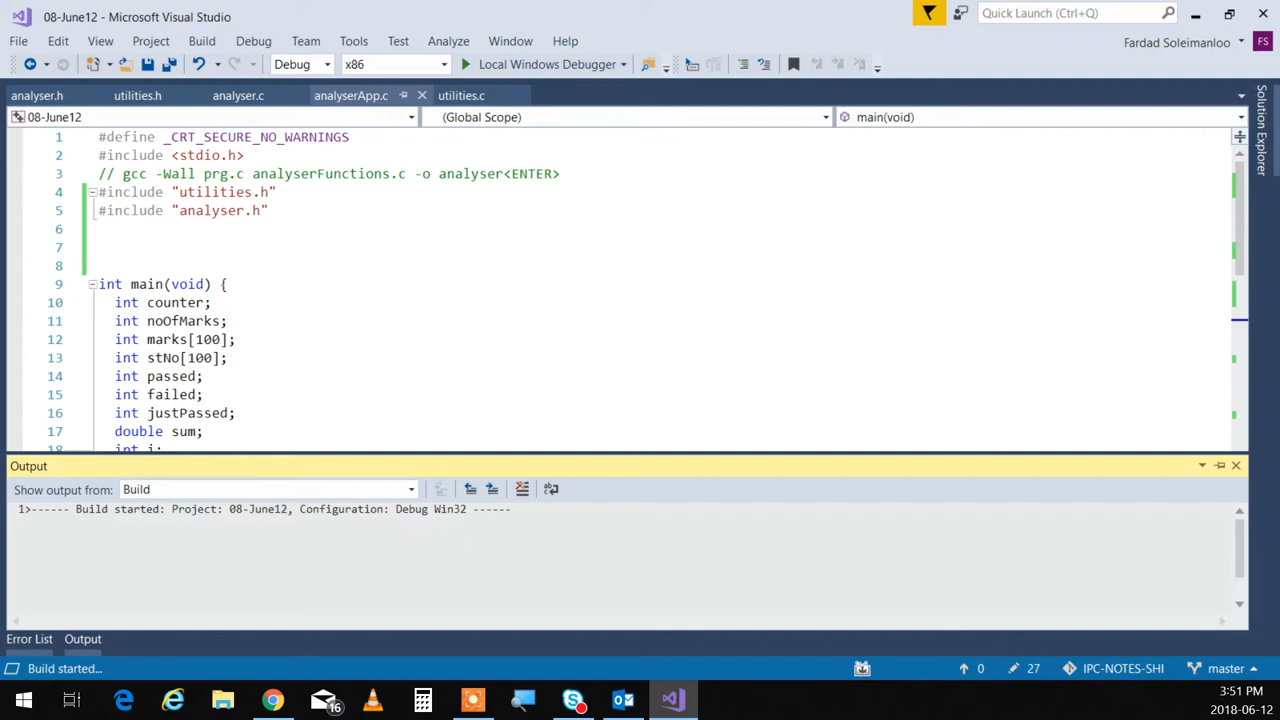 08-June12 - Microsoft Visual Studio
Quick Launch (Ctrl+Q)
File Edit View Project Build Debug Team Tools Test Analyze Window Help
Fardad Soleimanloo FS
Debug x86 Local Windows Debugger
analyser.h utilities.h analyser.c analyserApp.c utilities.c
08-June12 (Global Scope) main(void)
Solution Explorer
1 #define _CRT_SECURE_NO_WARNINGS
2 #include <stdio.h>
3 // gcc -Wall prg.c analyserFunctions.c -o analyser<ENTER>
4 #include "utilities.h"
5 #include "analyser.h"
6
7
8
9 int main(void) {
10 int counter;
11 int noOfMarks;
12 int marks[100];
13 int stNo[100];
14 int passed;
15 int failed;
16 int justPassed;
17 double sum;
18 int i;
Output
Show output from: Build
1>------ Build started: Project: 08-June12, Configuration: Debug Win32 ------
Error List Output
Build started... 0 27 IPC-NOTES-SHI master
16
3:51 PM
2018-06-12